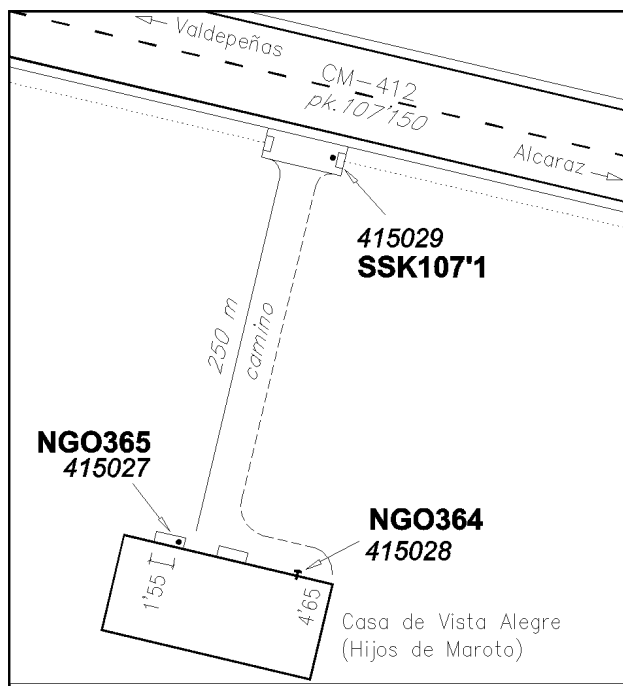 Valdepeñas
CM-412
pk.107'150
Alcaraz
415029
SSK107'1
250 m
camino
NGO365
415027
NGO364
415028
1'55
4'65
Casa de Vista Alegre
(Hijos de Maroto)